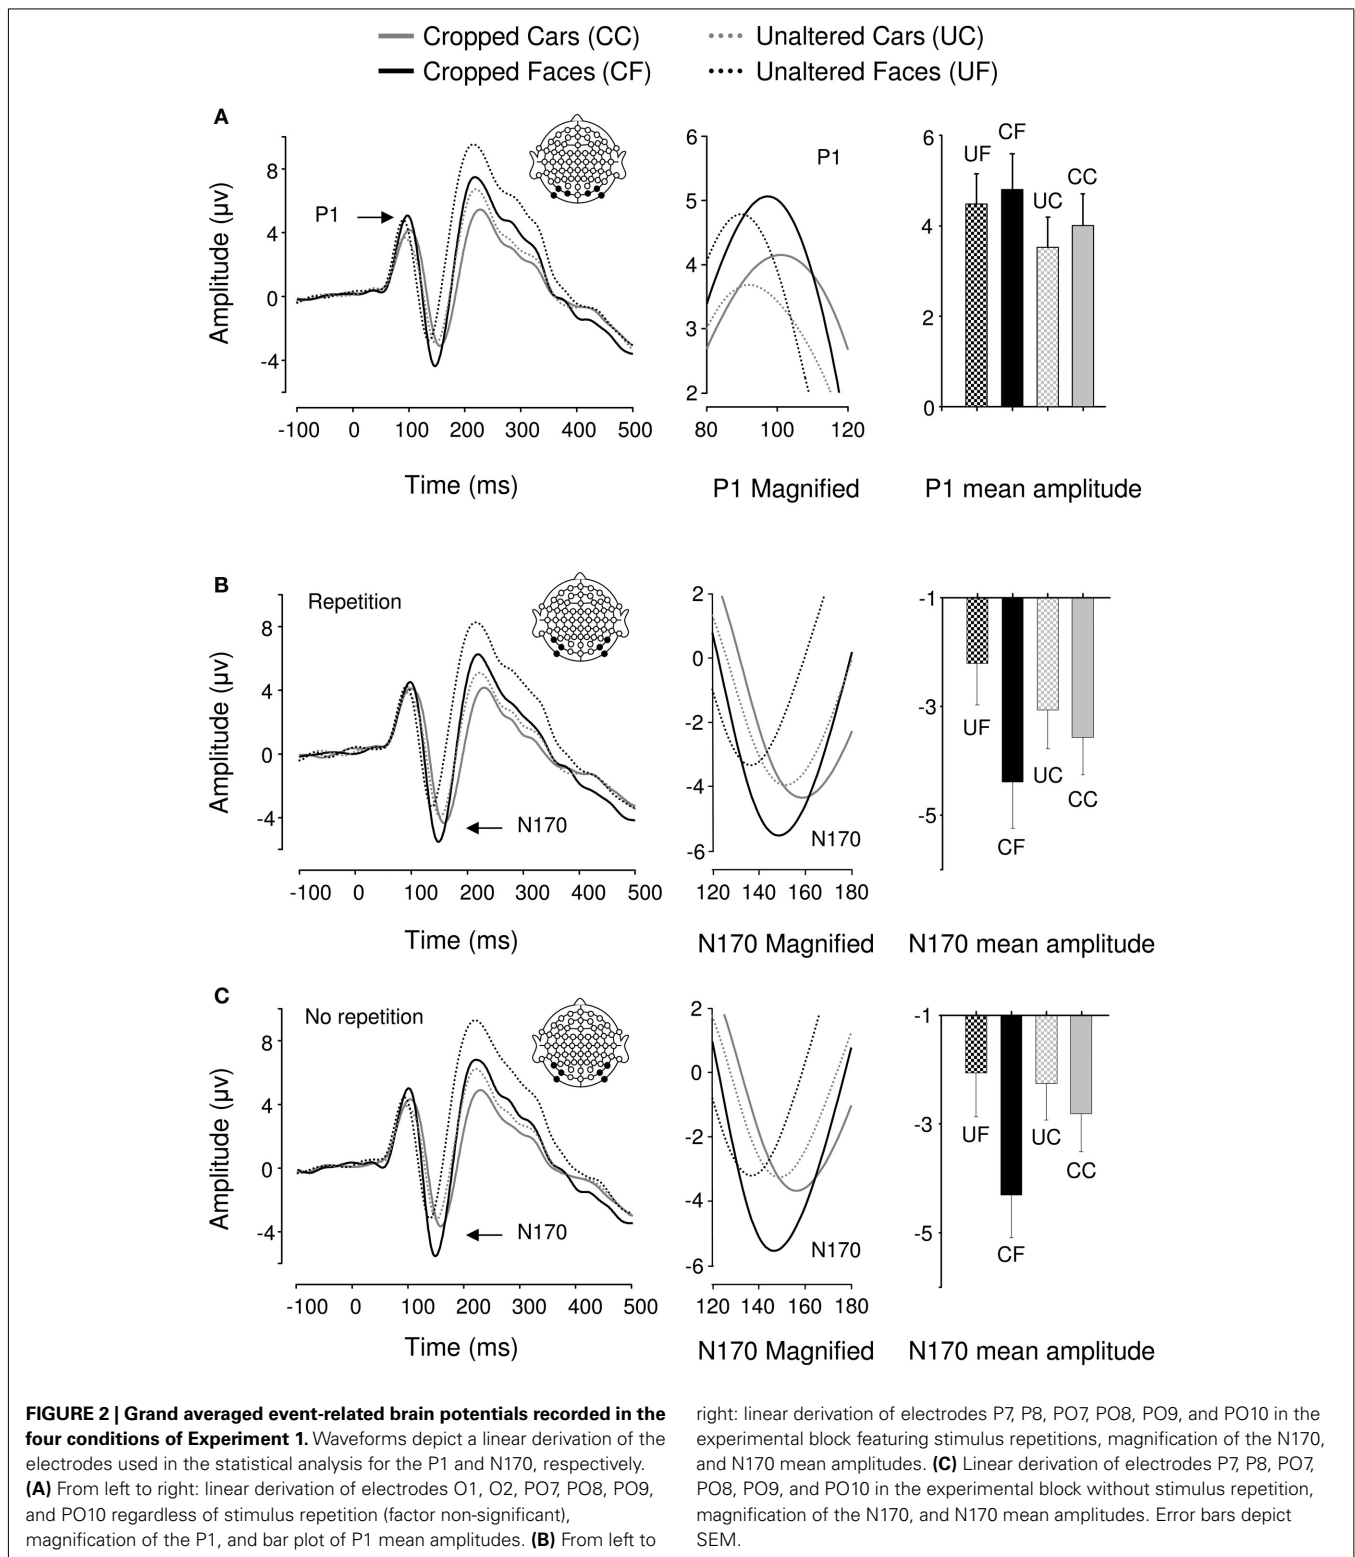 Cropped Cars (CC)
Unaltered Cars (UC)
Cropped Faces (CF)
Unaltered Faces (UF)
A
8
4
0
-4
Amplitude (μv)
P1
-100 0 100 200 300 400 500
Time (ms)
6
5
4
3
2
P1
80 100 120
P1 Magnified
6
4
2
0
UF
CF
UC
CC
P1 mean amplitude
B
Repetition
8
4
0
-4
Amplitude (μv)
N170
-100 0 100 200 300 400 500
Time (ms)
2
0
-2
-4
-6
N170
120 140 160 180
N170 Magnified
-1
-3
-5
UF
CF
UC
CC
N170 mean amplitude
C
No repetition
8
4
0
-4
Amplitude (μv)
N170
-100 0 100 200 300 400 500
Time (ms)
2
0
-2
-4
-6
N170
120 140 160 180
N170 Magnified
-1
-3
-5
UF
CF
UC
CC
N170 mean amplitude
FIGURE 2 | Grand averaged event-related brain potentials recorded in the
four conditions of Experiment 1. Waveforms depict a linear derivation of the
electrodes used in the statistical analysis for the P1 and N170, respectively.
(A) From left to right: linear derivation of electrodes O1, O2, PO7, PO8, PO9,
and PO10 regardless of stimulus repetition (factor non-significant),
magnification of the P1, and bar plot of P1 mean amplitudes. (B) From left to
right: linear derivation of electrodes P7, P8, PO7, PO8, PO9, and PO10 in the
experimental block featuring stimulus repetitions, magnification of the N170,
and N170 mean amplitudes. (C) Linear derivation of electrodes P7, P8, PO7,
PO8, PO9, and PO10 in the experimental block without stimulus repetition,
magnification of the N170, and N170 mean amplitudes. Error bars depict
SEM.